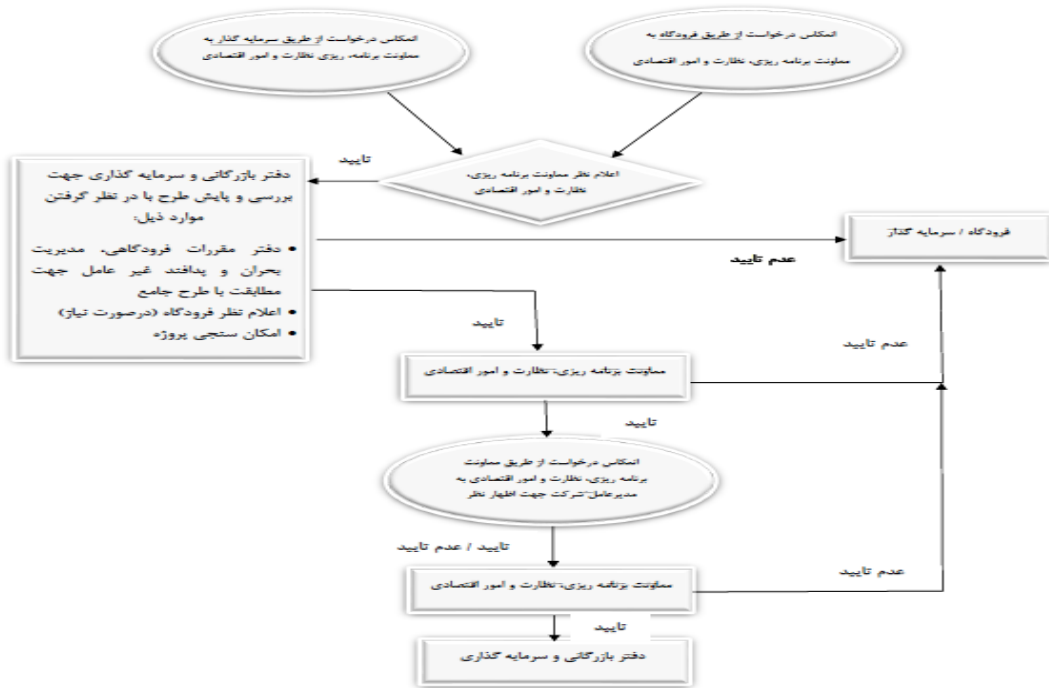 انعکاس درخواست از طریق فرودگاه به
معاونت برنامه ریزی، نظارت و امور اقتصادی
انعکاس درخواست از طریق سرمایه گذار به
معاونت برنامه، ریزی نظارت و امور اقتصادی
اعلام نظر معاونت برنامه ریزی،
نظارت و امور اقتصادی
تایید
دفتر بازرگانی و سرمایه گذاری جهت
بررسی و پایش طرح با در نظر گرفتن
موارد ذیل:
• دفتر مقررات فرودگاهی، مدیریت
بحران و پدافند غیر عامل جهت
مطابقت با طرح جامع
• اعلام نظر فرودگاه (درصورت نیاز)
• امکان سنجی پروژه
فرودگاه / سرمایه گذار
عدم تایید
تایید
عدم تایید
معاونت برنامه ریزی، نظارت و امور اقتصادی
تایید
انعکاس درخواست از طریق معاونت
برنامه ریزی، نظارت و امور اقتصادی به
مدیرعامل شرکت جهت اظهار نظر
تایید / عدم تایید
عدم تایید
معاونت برنامه ریزی، نظارت و امور اقتصادی
تایید
دفتر بازرگانی و سرمایه گذاری